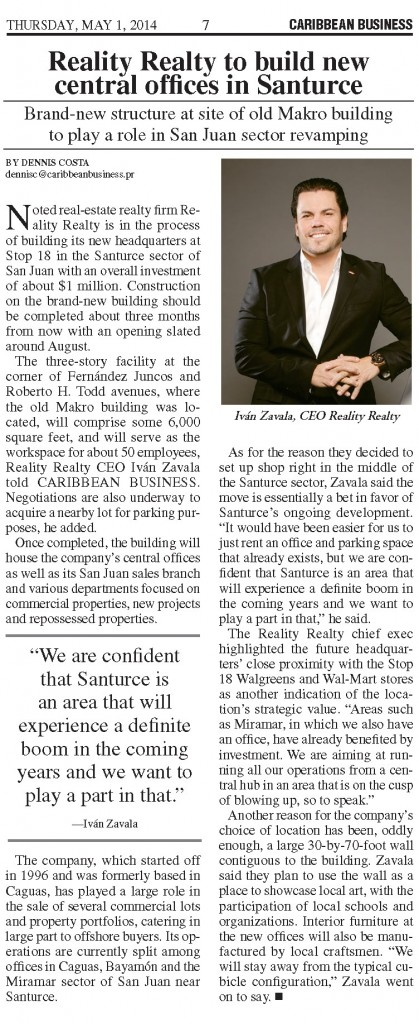 THURSDAY, MAY 1, 2014 7 CARIBBEAN BUSINESS
Reality Realty to build new
central offices in Santurce
Brand-new structure at site of old Makro building
to play a role in San Juan sector revamping
BY DENNIS COSTA
dennisc@caribbeanbusiness.pr
Noted real-estate realty firm Re-
ality Realty is in the process
of building its new headquarters at
Stop 18 in the Santurce sector of
San Juan with an overall investment
of about $1 million. Construction
on the brand-new building should
be completed about three months
from now with an opening slated
around August.
The three-story facility at the
corner of Fernández Juncos and
Roberto H. Todd avenues, where
the old Makro building was lo-
cated, will comprise some 6,000
square feet, and will serve as the
workspace for about 50 employees,
Reality Realty CEO Iván Zavala
told CARIBBEAN BUSINESS.
Negotiations are also underway to
acquire a nearby lot for parking pur-
poses, he added.
Once completed, the building will
house the company's central offices
as well as its San Juan sales branch
and various departments focused on
commercial properties, new projects
and repossessed properties.
“We are confident
that Santurce is
an area that will
experience a definite
boom in the coming
years and we want to
play a part in that.”
—Iván Zavala
The company, which started off
in 1996 and was formerly based in
Caguas, has played a large role in
the sale of several commercial lots
and property portfolios, catering in
large part to offshore buyers. Its op-
erations are currently split among
offices in Caguas, Bayamón and the
Miramar sector of San Juan near
Santurce.
Iván Zavala, CEO Reality Realty
As for the reason they decided to
set up shop right in the middle of
the Santurce sector, Zavala said the
move is essentially a bet in favor of
Santurce's ongoing development.
“It would have been easier for us to
just rent an office and parking space
that already exists, but we are con-
fident that Santurce is an area that
will experience a definite boom in
the coming years and we want to
play a part in that,” he said.
The Reality Realty chief exec
highlighted the future headquar-
ters' close proximity with the Stop
18 Walgreens and Wal-Mart stores
as another indication of the loca-
tion's strategic value. “Areas such
as Miramar, in which we also have
an office, have already benefited by
investment. We are aiming at run-
ning all our operations from a cen-
tral hub in an area that is on the cusp
of blowing up, so to speak.”
Another reason for the company's
choice of location has been, oddly
enough, a large 30-by-70-foot wall
contiguous to the building. Zavala
said they plan to use the wall as a
place to showcase local art, with the
participation of local schools and
organizations. Interior furniture at
the new offices will also be manu-
factured by local craftsmen. “We
will stay away from the typical cu-
bicle configuration,” Zavala went
on to say. ■